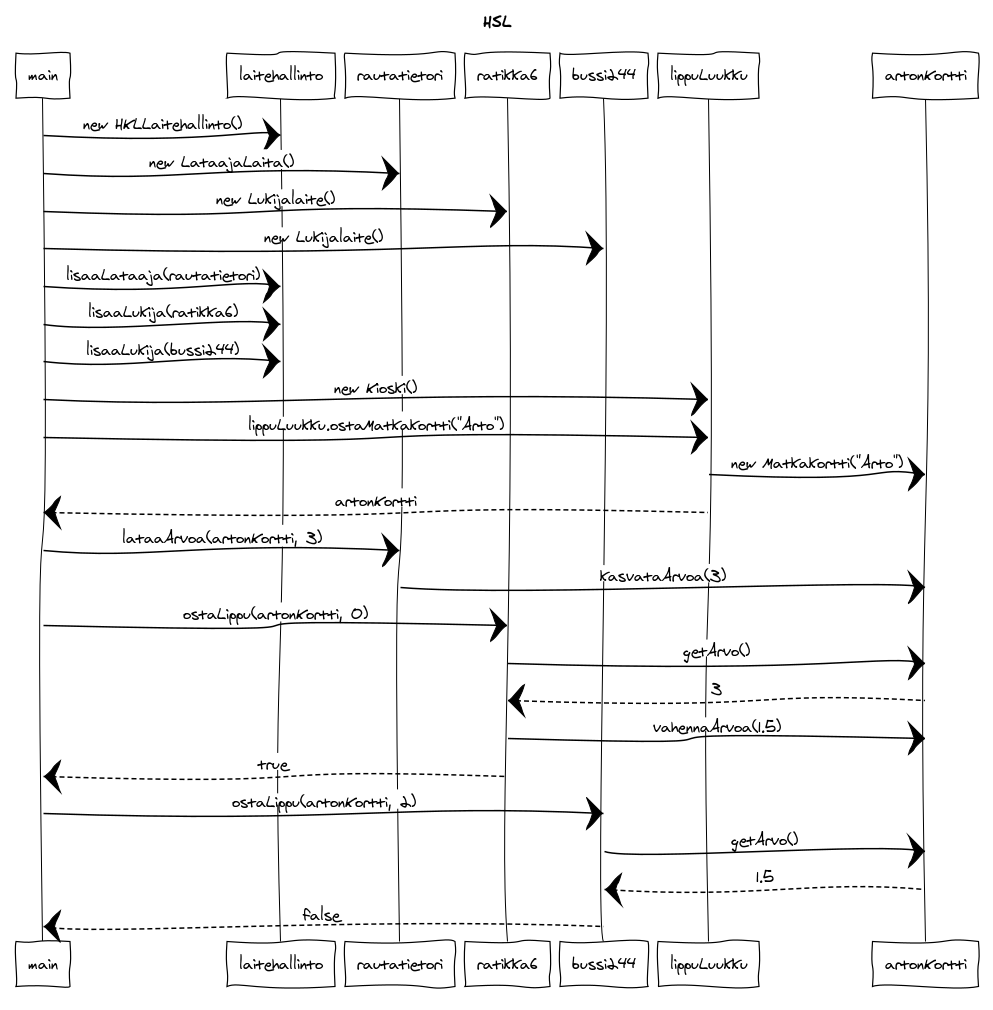 HSL
main laitehallinto rautatietori ratikka6 bussi244 lippuLuukku artonKortti
new HKLLaitehallinto()
new LataajaLaita()
new Lukijalaite()
new Lukijalaite()
lisaaLataaja(rautatietori)
lisaaLukija(ratikka6)
lisaaLukija(bussi244)
new Kioski()
lippuLuukku.ostaMatkaKortti("Arto")
new MatkaKortti("Arto")
artonKortti
lataaArvoa(artonKortti, 3)
kasvataArvoa(3)
ostaLippu(artonKortti, 0)
getArvo()
3
vahennaArvoa(1.5)
true
ostaLippu(artonKortti, 2)
getArvo()
1.5
false
main laitehallinto rautatietori ratikka6 bussi244 lippuLuukku artonKortti